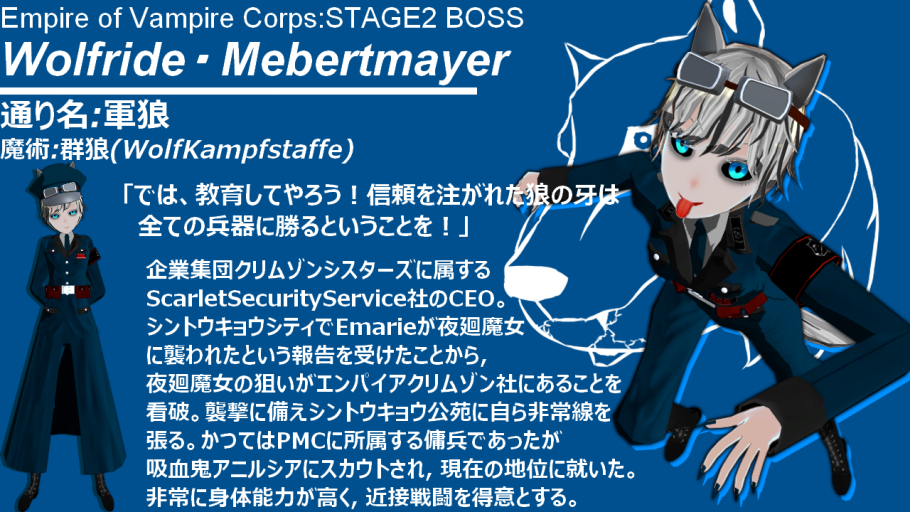 Empire of Vampire Corps:STAGE2 BOSS
Wolfride・Mebertmayer
通り名:軍狼
魔術:群狼(WolfKampfstaffe)
「では、教育してやろう！信頼を注がれた狼の牙は
全ての兵器に勝るということを！」
企業集団クリムゾンシスターズに属する
ScarletSecurityService社のCEO。
シントウキョウシティでEmarieが夜廻魔女
に襲われたという報告を受けたことから,
夜廻魔女の狙いがエンパイアクリムゾン社にあることを
看破。襲撃に備えシントウキョウ公苑に自ら非常線を
張る。かつてはPMCに所属する傭兵であったが
吸血鬼アニルシアにスカウトされ, 現在の地位に就いた。
非常に身体能力が高く, 近接戦闘を得意とする。